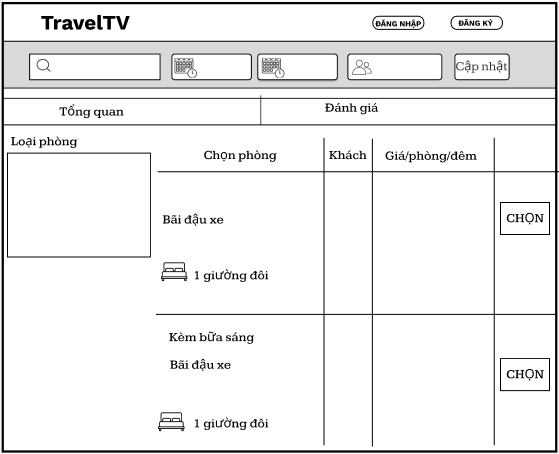 TravelTV
ĐĂNG NHẬP
ĐĂNG KÝ
Cập nhật
Tổng quan
Đánh giá
Loại phòng
Chọn phòng
Khách
Giá/phòng/đêm
Bãi đậu xe
CHỌN
1 giường đôi
Kèm bữa sáng
Bãi đậu xe
CHỌN
1 giường đôi